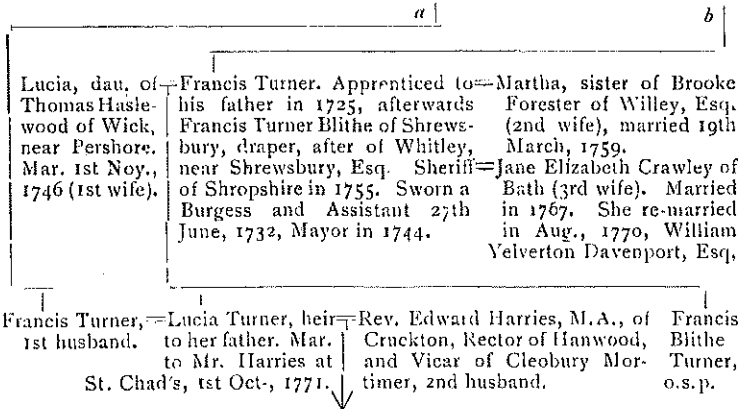 a b
Lucia, dau. of
Thomas Hasle-
wood of Wick,
near Pershore.
Mar. 1st Nov.,
1746 (1st wife).
Francis Turner. Apprenticed to
his father in 1725, afterwards
Francis Turner Blithe of Shrews-
bury, draper, after of Whitley,
near Shrewsbury, Esq. Sheriff
of Shropshire in 1755. Sworn a
Burgess and Assistant 27th
June, 1732, Mayor in 1744.
Martha, sister of Brooke
Forester of Willey, Esq.
(2nd wife), married 19th
March, 1759.
Jane Elizabeth Crawley of
Bath (3rd wife). Married
in 1767. She re-married
in Aug., 1770, William
Yelverton Davenport, Esq.
Francis Turner,
1st husband.
Lucia Turner, heir
to her father. Mar.
to Mr. Harries at
St. Chad's, 1st Oct., 1771.
Rev. Edward Harries, M.A., of
Cruckton, Rector of Hanwood,
and Vicar of Cleobury Mor-
timer, 2nd husband.
Francis
Blithe
Turner,
o.s.p.